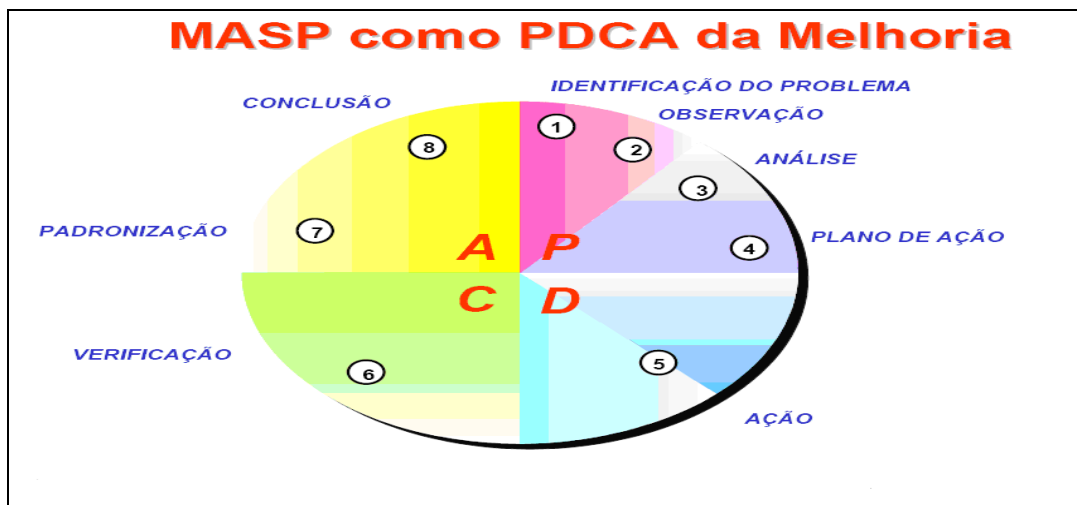 MASP como PDCA da Melhoria
IDENTIFICAÇÃO DO PROBLEMA
CONCLUSÃO
OBSERVAÇÃO
1
8
2
ANÁLISE
3
PADRONIZAÇÃO
7
PLANO DE AÇÃO
4
A P
C D
VERIFICAÇÃO
6
5
AÇÃO